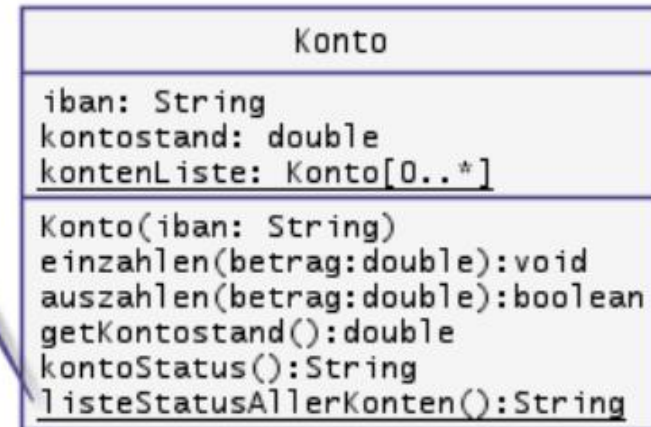 Konto
iban: String
kontostand: double
kontenListe: Konto[0..*]
Konto(iban: String)
einzahlen(betrag:double):void
auszahlen(betrag:double):boolean
getKontostand():double
kontoStatus():String
listeStatusAllerKonten():String